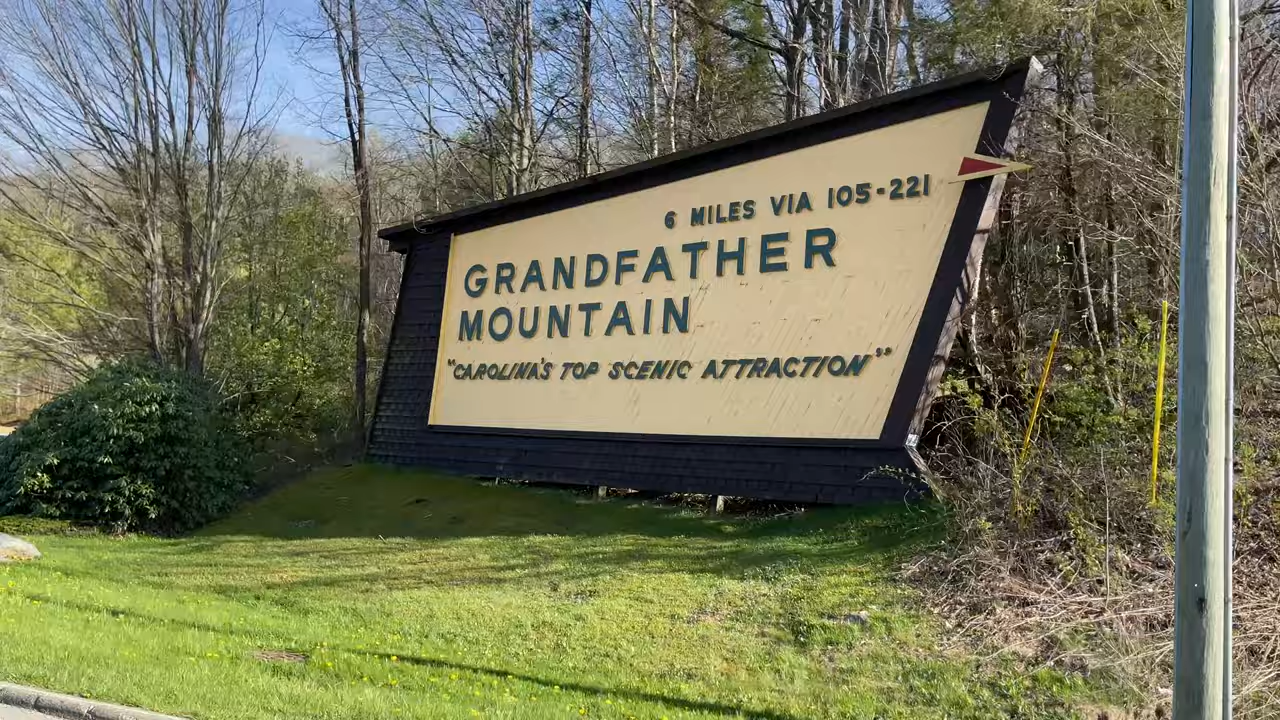 6 MILES VIA 105-221
GRANDFATHER
MOUNTAIN
"CAROLINA'S TOP SCENIC ATTRACTION"